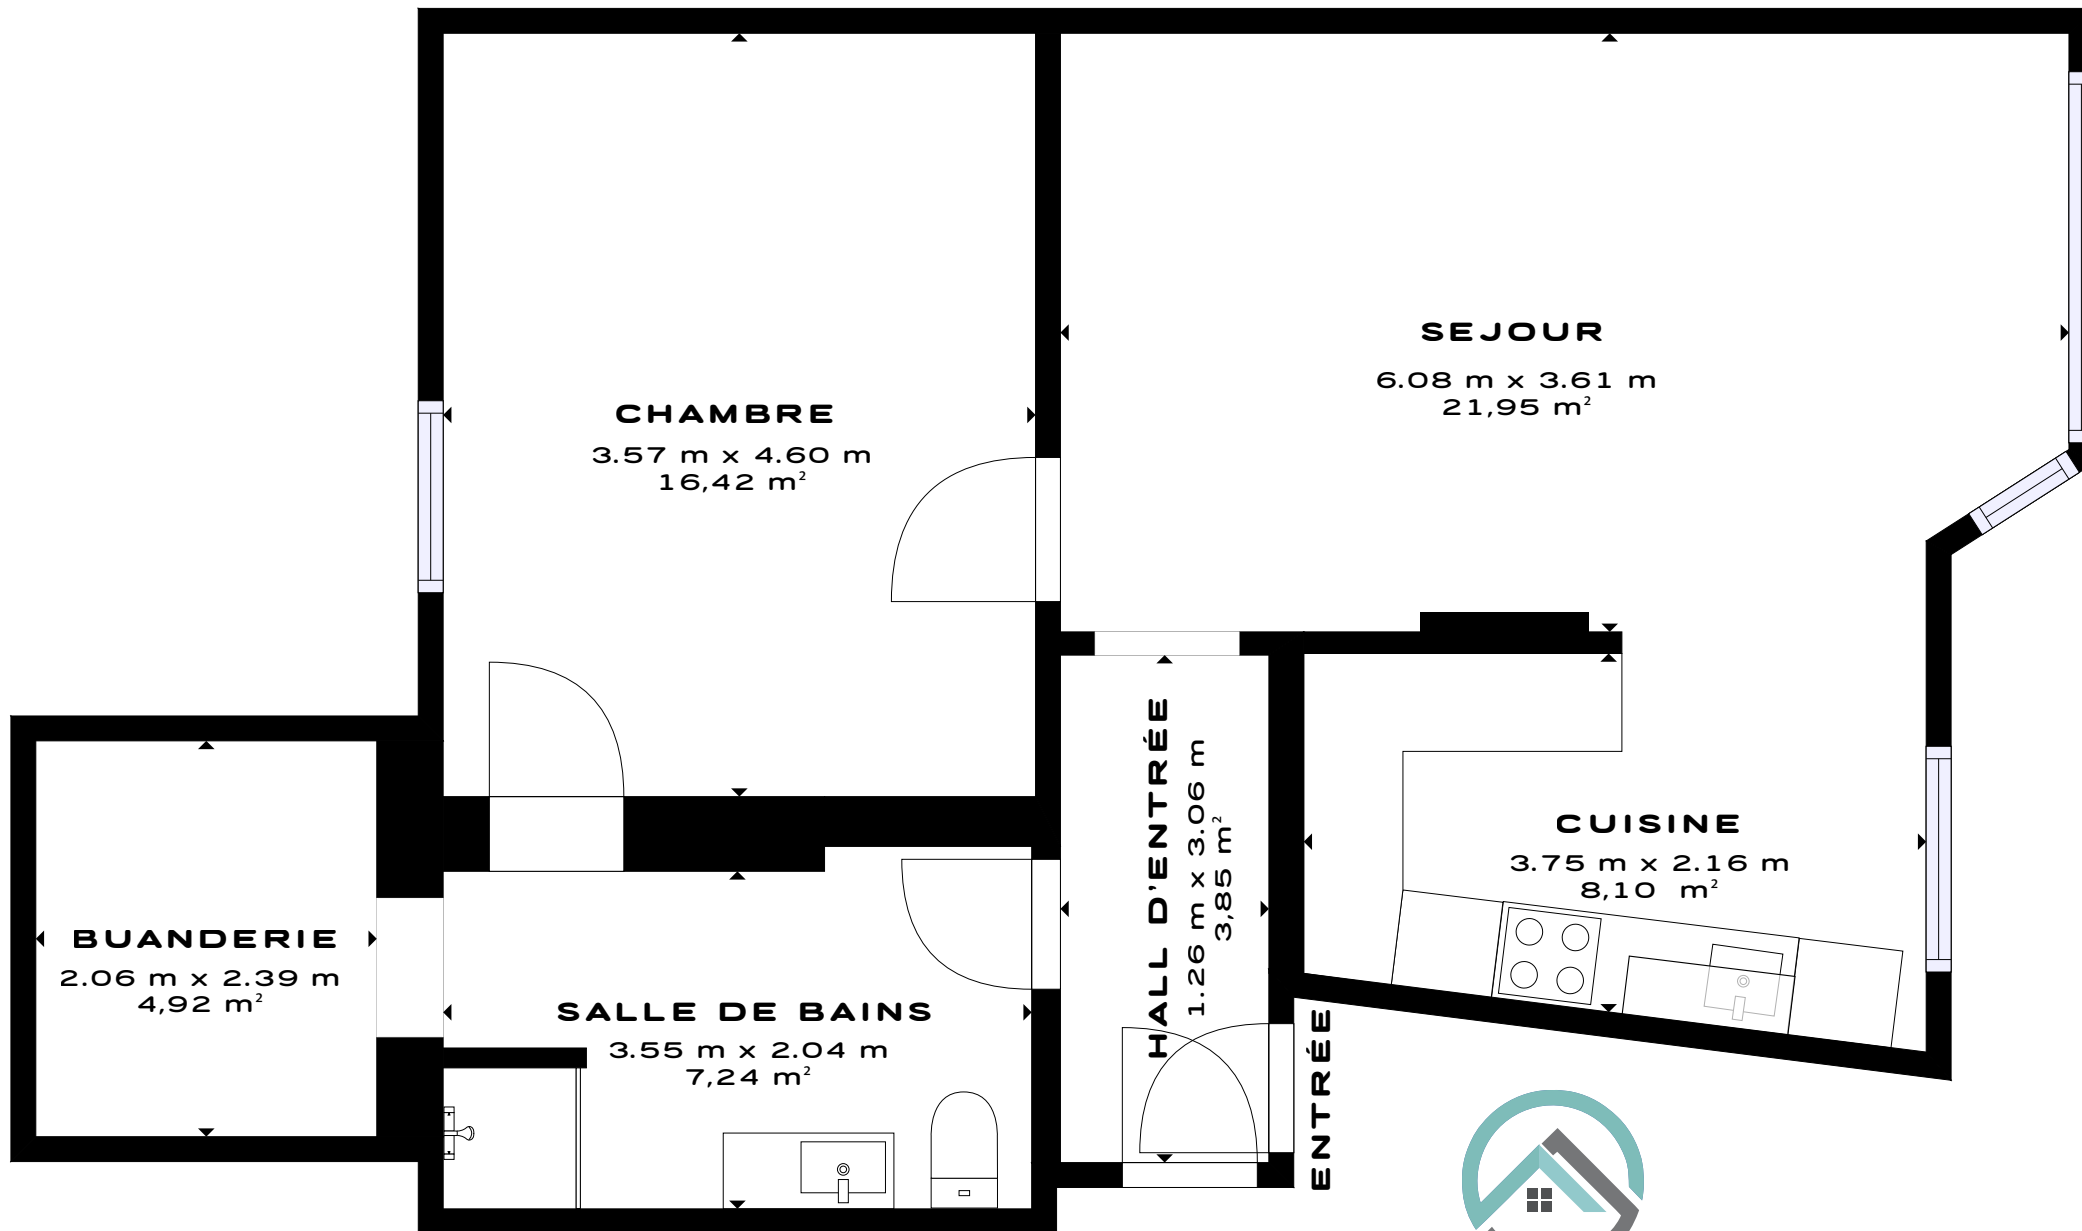 SEJOUR
6.08 m x 3.61 m
21,95 m²
CHAMBRE
3.57 m x 4.60 m
16,42 m²
HALL D'ENTRÉE
1.26 m x 3.06 m
3,85 m²
CUISINE
3.75 m x 2.16 m
8,10 m²
BUANDERIE
2.06 m x 2.39 m
4,92 m²
SALLE DE BAINS
3.55 m x 2.04 m
7,24 m²
ENTRÉE